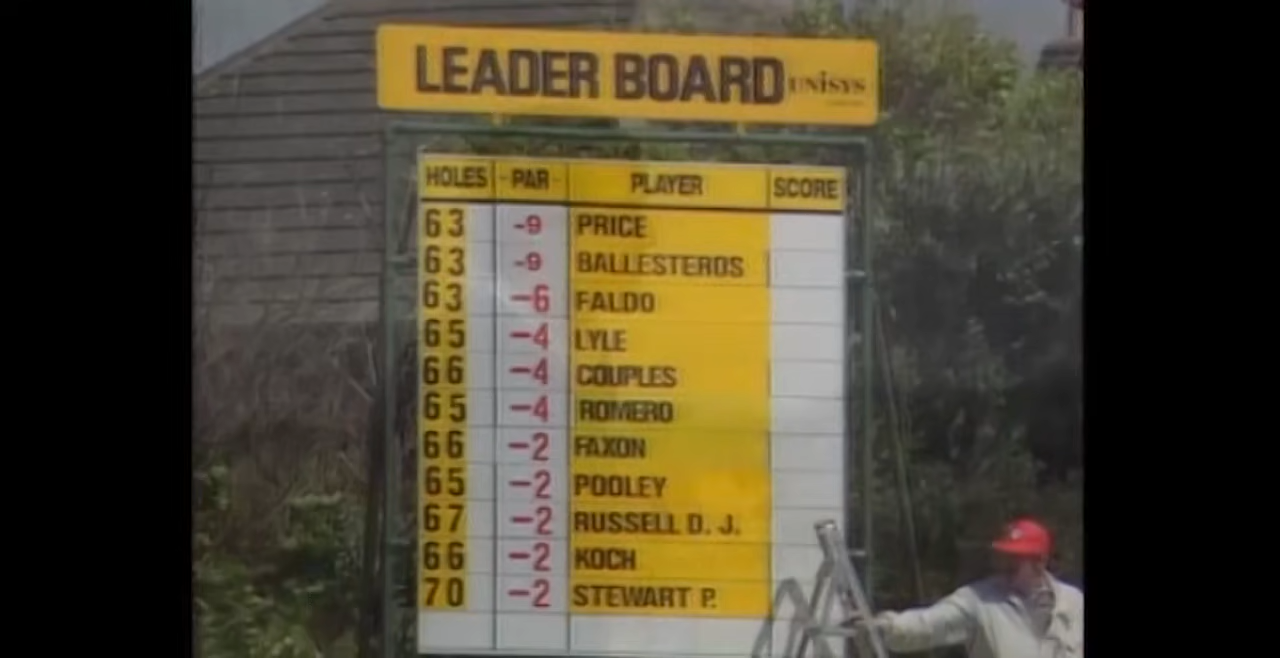 LEADER BOARD UNiSYS
HOLES PAR PLAYER SCORE
63 -9 PRICE
63 -9 BALLESTEROS
63 -6 FALDO
65 -4 LYLE
66 -4 COUPLES
65 -4 ROMERO
66 -2 FAXON
65 -2 POOLEY
67 -2 RUSSELL D. J.
66 -2 KOCH
70 -2 STEWART P.